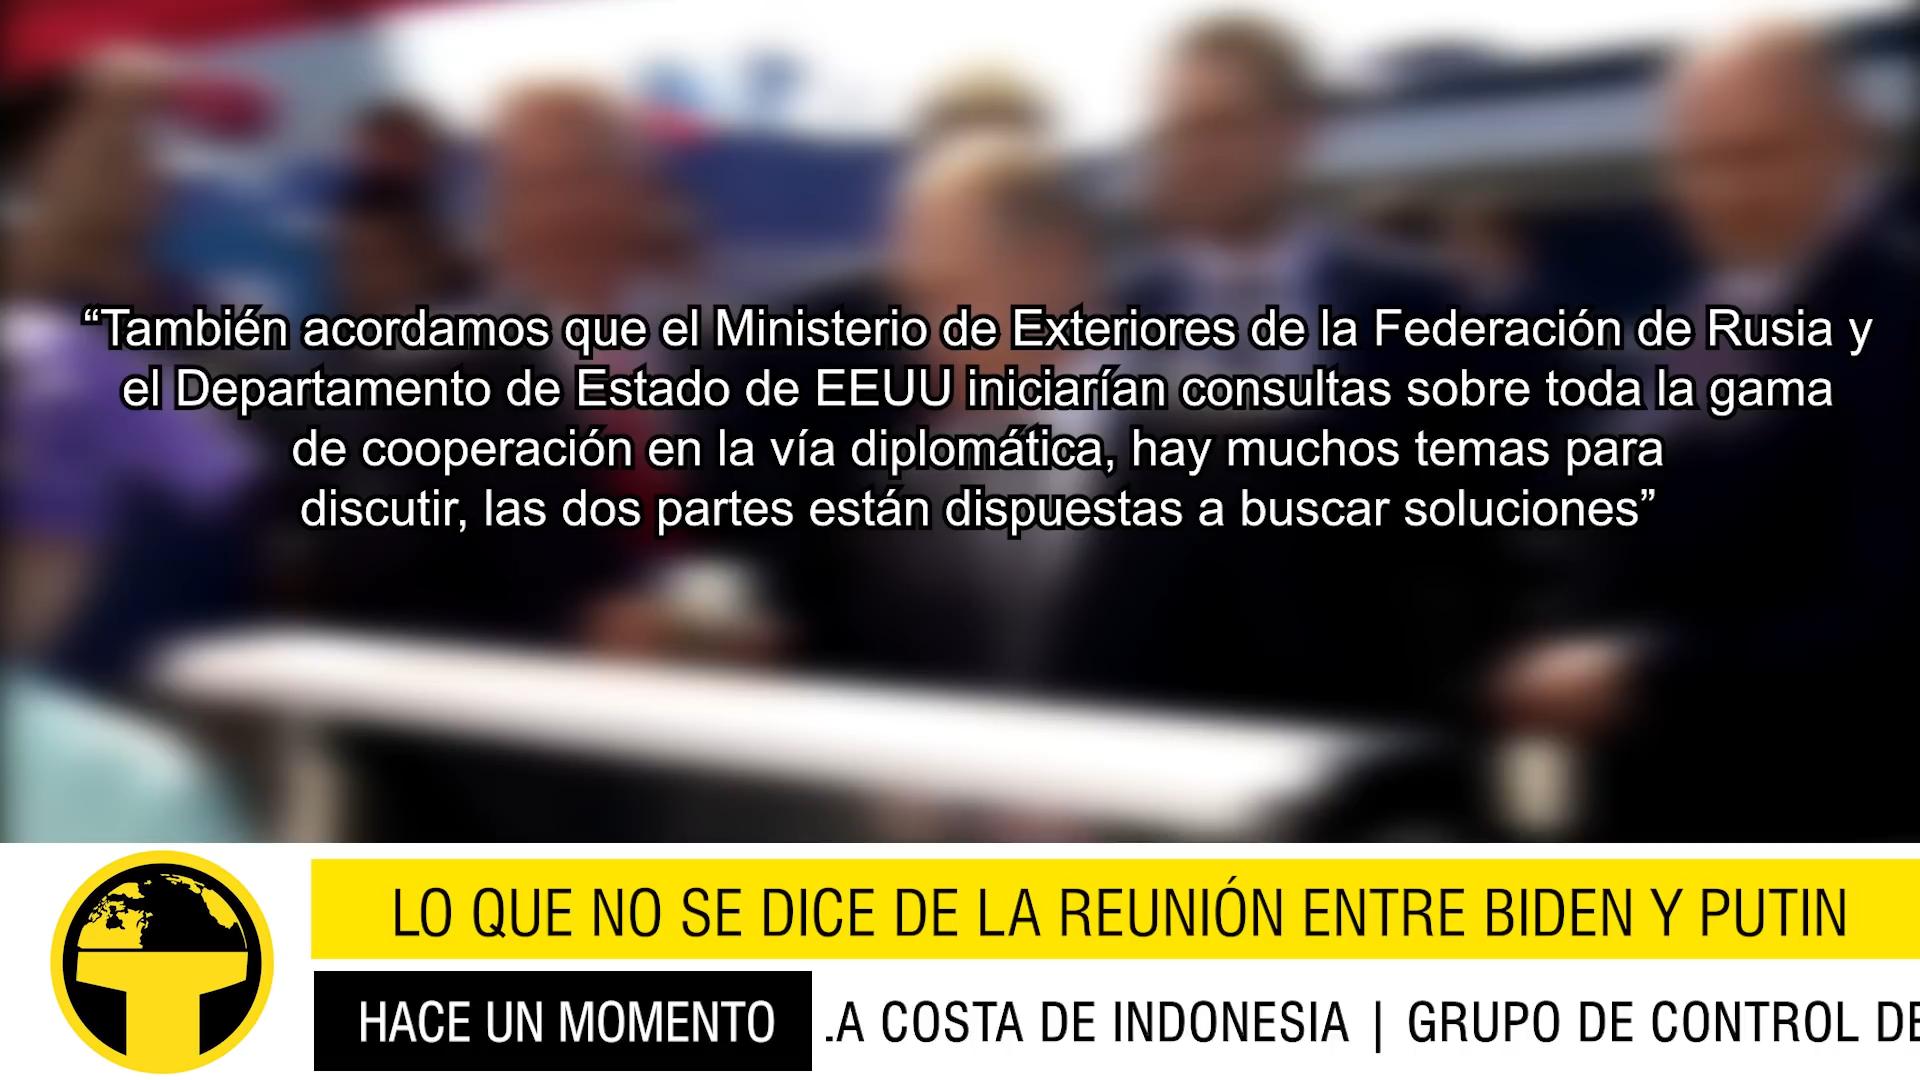 “También acordamos que el Ministerio de Exteriores de la Federación de Rusia y
el Departamento de Estado de EEUU iniciarían consultas sobre toda la gama
de cooperación en la vía diplomática, hay muchos temas para
discutir, las dos partes están dispuestas a buscar soluciones”
LO QUE NO SE DICE DE LA REUNIÓN ENTRE BIDEN Y PUTIN
HACE UN MOMENTO
A COSTA DE INDONESIA | GRUPO DE CONTROL DE